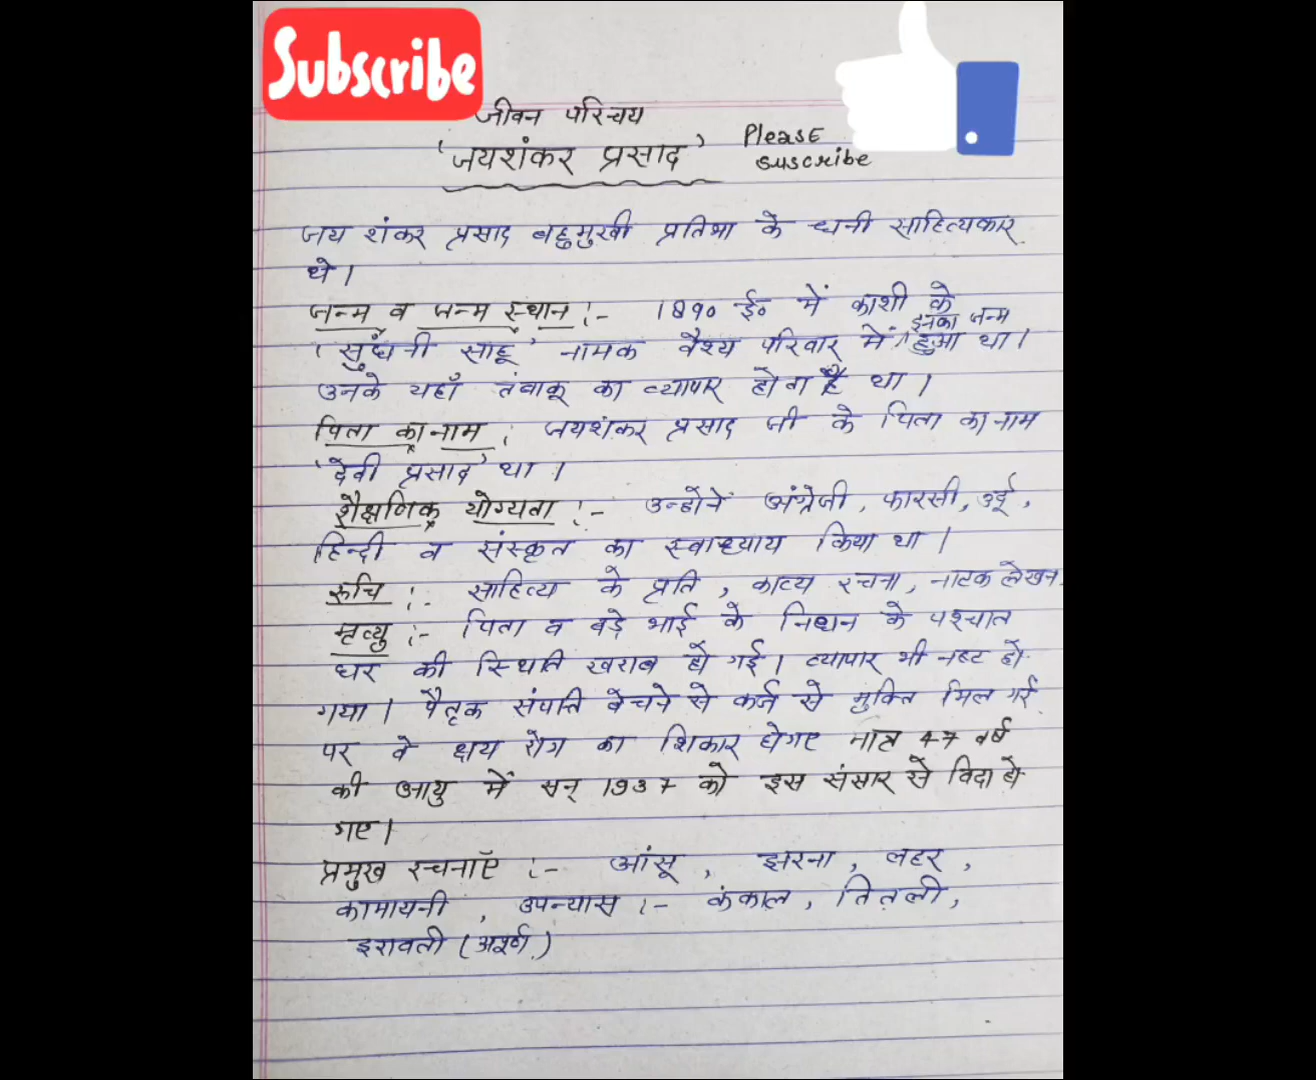 Subscribe
जीवन परिचय
'जयशंकर प्रसाद'
Please
suscribe
जय शंकर प्रसाद बहुमुखी प्रतिभा के धनी साहित्यकार
थे।
जन्म व जन्म स्थान :- 1890 ई० में काशी के
'सुंघनी साहू' नामक वैश्य परिवार में इनका जन्म हुआ था।
उनके यहाँ तंबाकू का व्यापार होता था।
पिता का नाम : जयशंकर प्रसाद जी के पिता का नाम
'देवी प्रसाद' था।
शैक्षणिक योग्यता :- उन्होनें अंग्रेजी, फारसी, उर्दू,
हिन्दी व संस्कृत का स्वाध्याय किया था।
रुचि :- साहित्य के प्रति, काव्य रचना, नाटक लेखन
मृत्यु :- पिता व बड़े भाई के निधन के पश्चात
घर की स्थिति खराब हो गई। व्यापार भी नष्ट हो
गया। पैतृक संपत्ति बेचने से कर्ज से मुक्ति मिल गई
पर वे क्षय रोग का शिकार होगए मात्र 47 वर्ष
की आयु में सन् 1937 को इस संसार से विदा हो
गए।
प्रमुख रचनाएँ :- आंसू, झरना, लहर,
कामायनी, उपन्यास :- कंकाल, तितली,
इरावती (अपूर्ण)